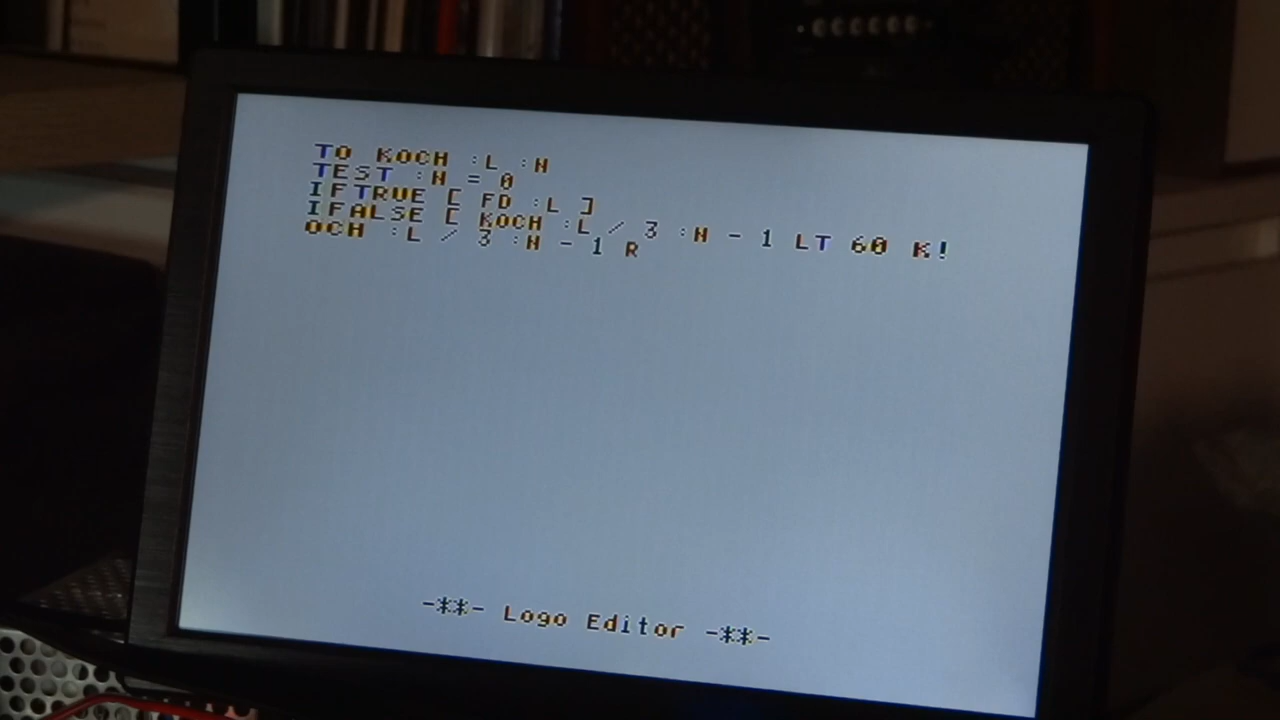 TO KOCH :L :N
TEST :N = 0
IFTRUE [ FD :L ]
IFALSE [ KOCH :L / 3 :N - 1 LT 60 K!
OCH :L / 3 :N - 1 R
-**- Logo Editor -**-